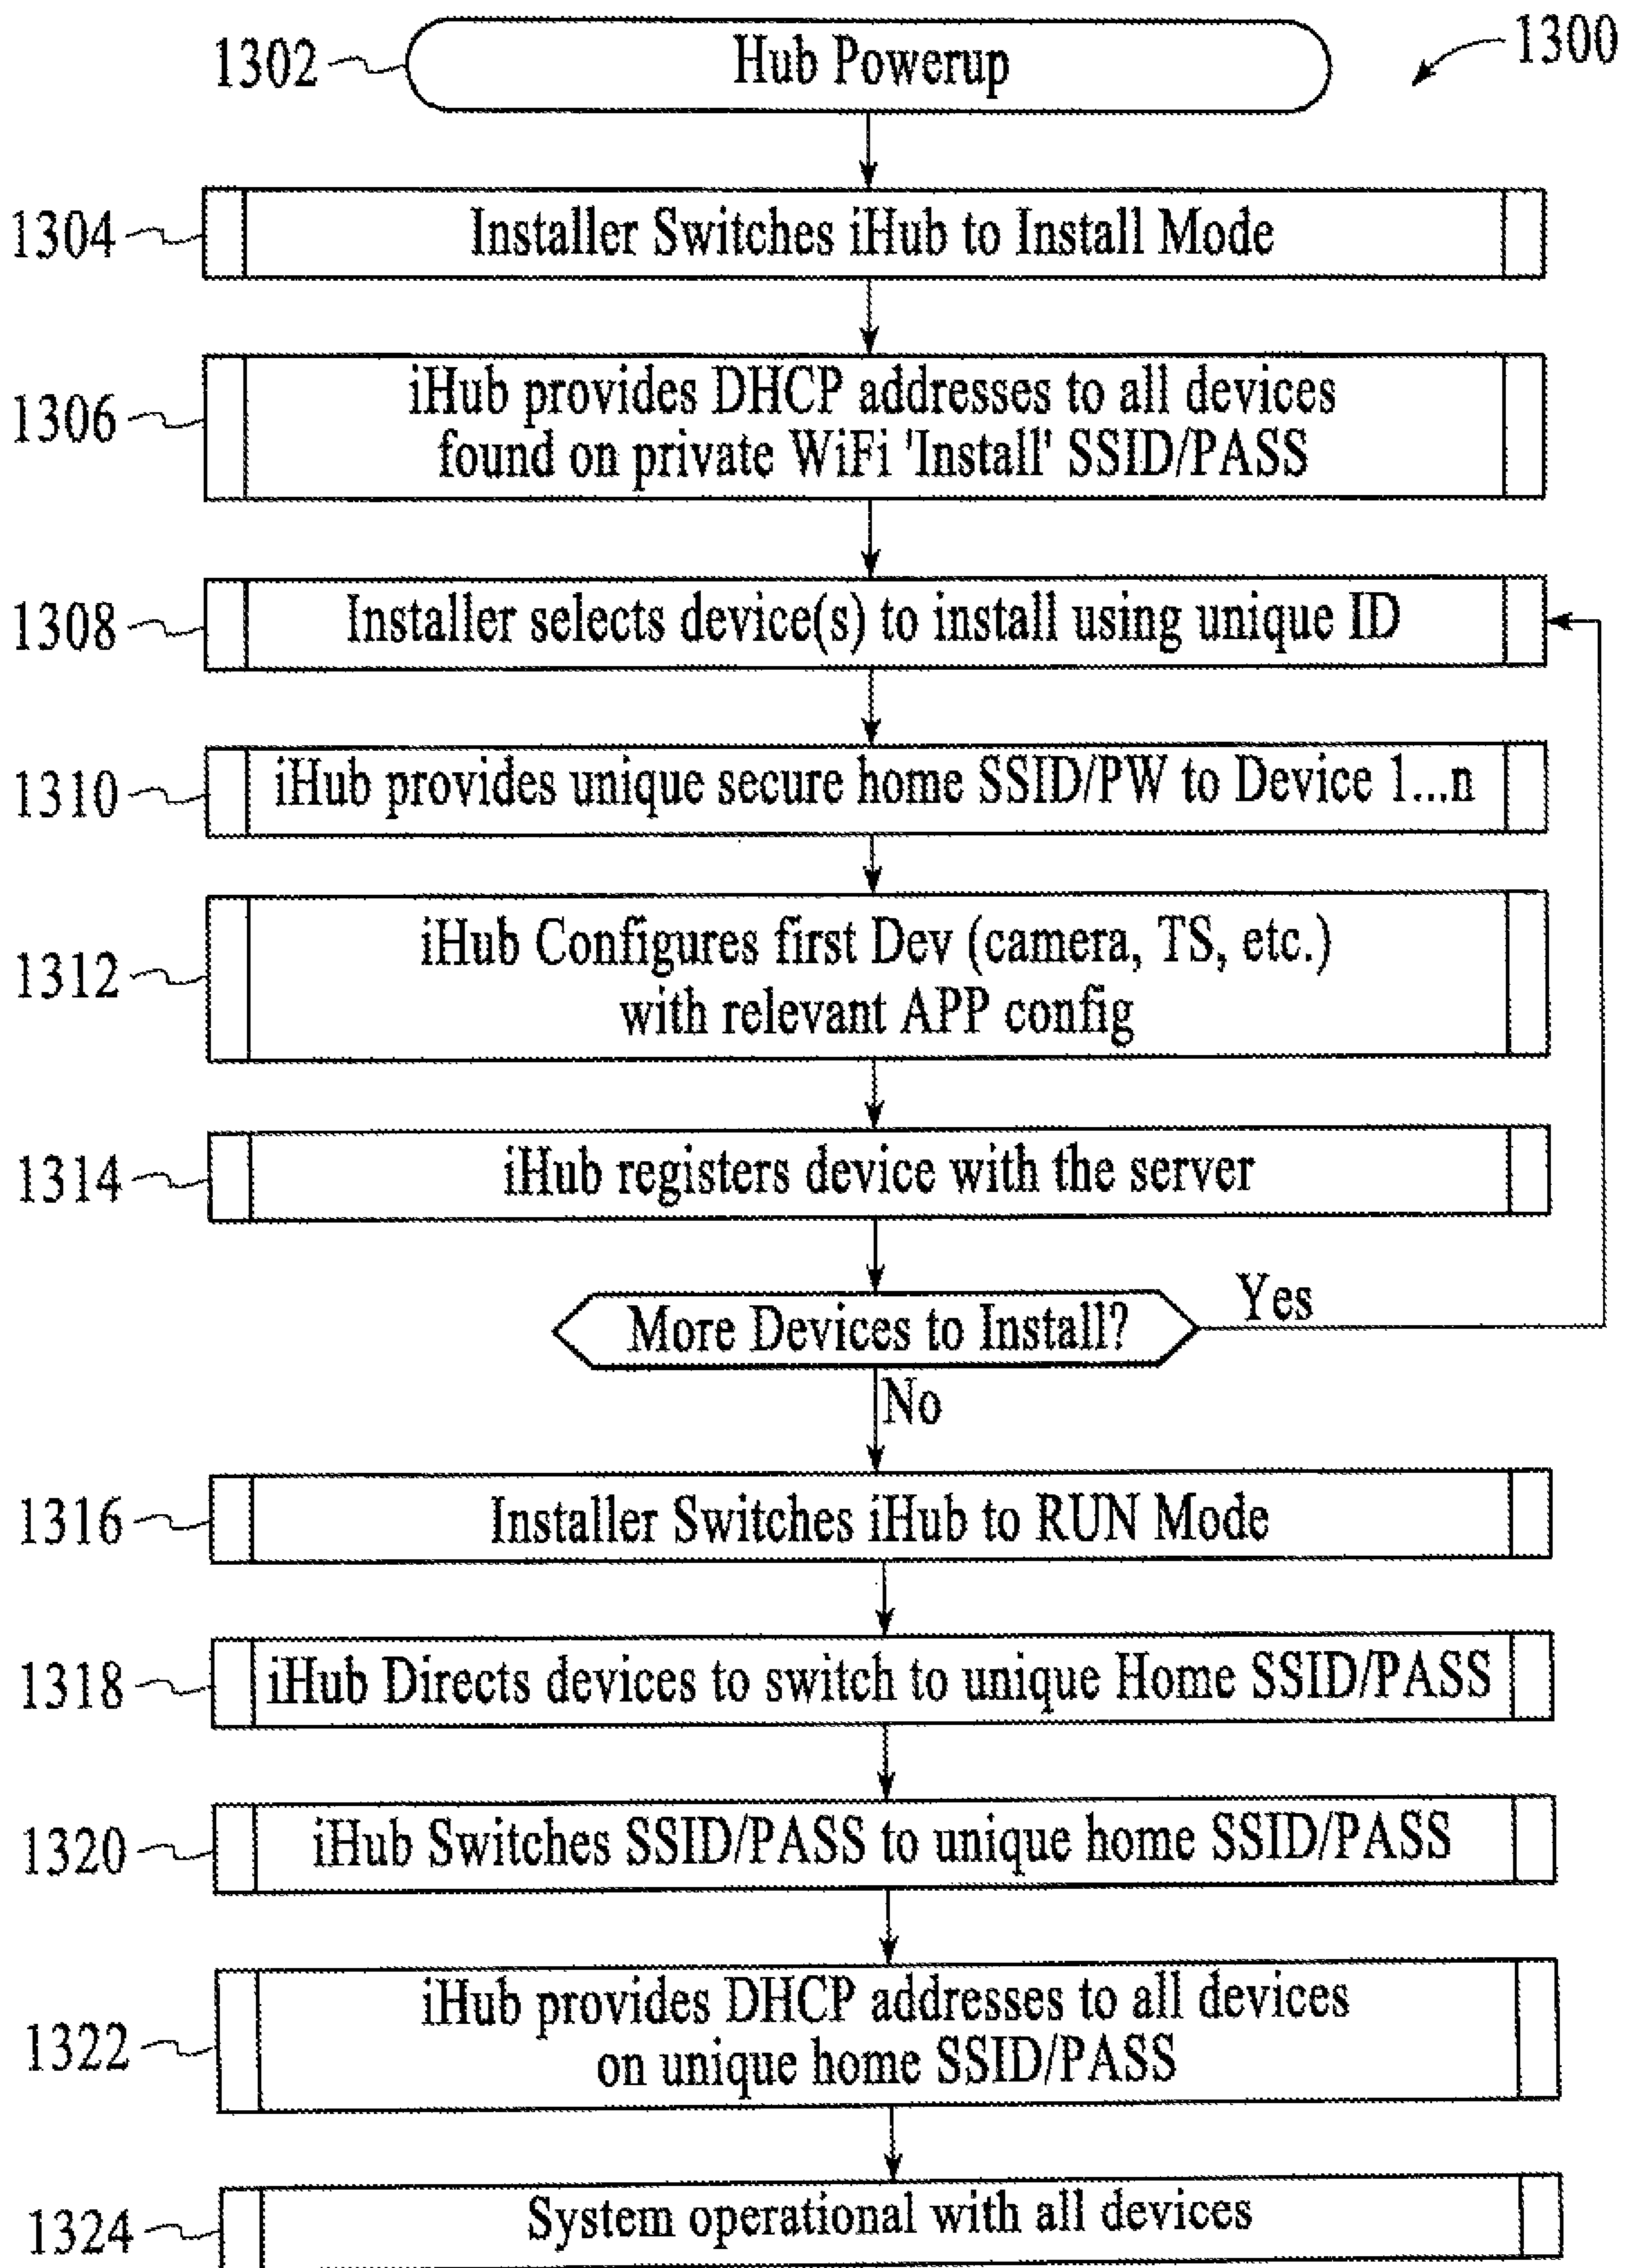 1300
1302
Hub Powerup
1304
Installer Switches iHub to Install Mode
1306
iHub provides DHCP addresses to all devices
found on private WiFi 'Install' SSID/PASS
1308
Installer selects device(s) to install using unique ID
1310
iHub provides unique secure home SSID/PW to Device 1...n
1312
iHub Configures first Dev (camera, TS, etc.)
with relevant APP config
1314
iHub registers device with the server
More Devices to Install?
Yes
No
1316
Installer Switches iHub to RUN Mode
1318
iHub Directs devices to switch to unique Home SSID/PASS
1320
iHub Switches SSID/PASS to unique home SSID/PASS
1322
iHub provides DHCP addresses to all devices
on unique home SSID/PASS
1324
System operational with all devices